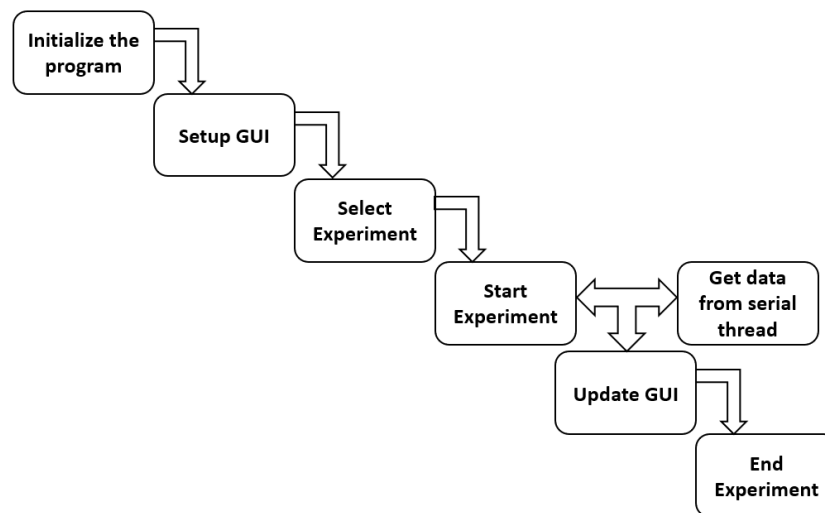 Initialize the
program
Setup GUI
Select
Experiment
Start
Experiment
Get data
from serial
thread
Update GUI
End
Experiment